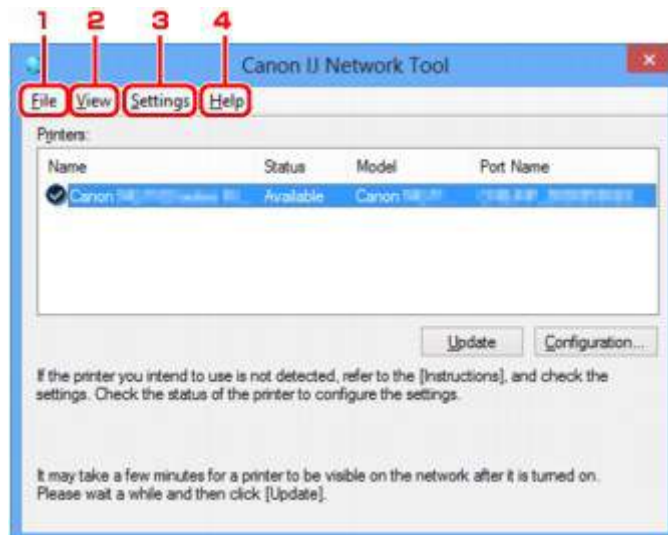 1 2 3 4
Canon IJ Network Tool
File View Settings Help
Printers:
Name Status Model Port Name
Canon Available Canon
Update Configuration...
If the printer you intend to use is not detected, refer to the [Instructions], and check the
settings. Check the status of the printer to configure the settings.
It may take a few minutes for a printer to be visible on the network after it is turned on.
Please wait a while and then click [Update].